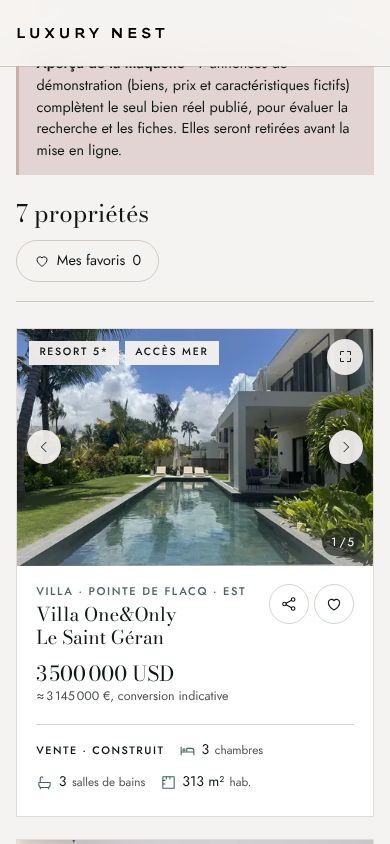 LUXURY NEST
démonstration (biens, prix et caractéristiques fictifs)
complètent le seul bien réel publié, pour évaluer la
recherche et les fiches. Elles seront retirées avant la
mise en ligne.
7 propriétés
Mes favoris 0
RESORT 5* ACCÈS MER
1/5
VILLA · POINTE DE FLACQ · EST
Villa One&Only
Le Saint Géran
3 500 000 USD
≈ 3 145 000 €, conversion indicative
VENTE · CONSTRUIT 3 chambres
3 salles de bains 313 m² hab.